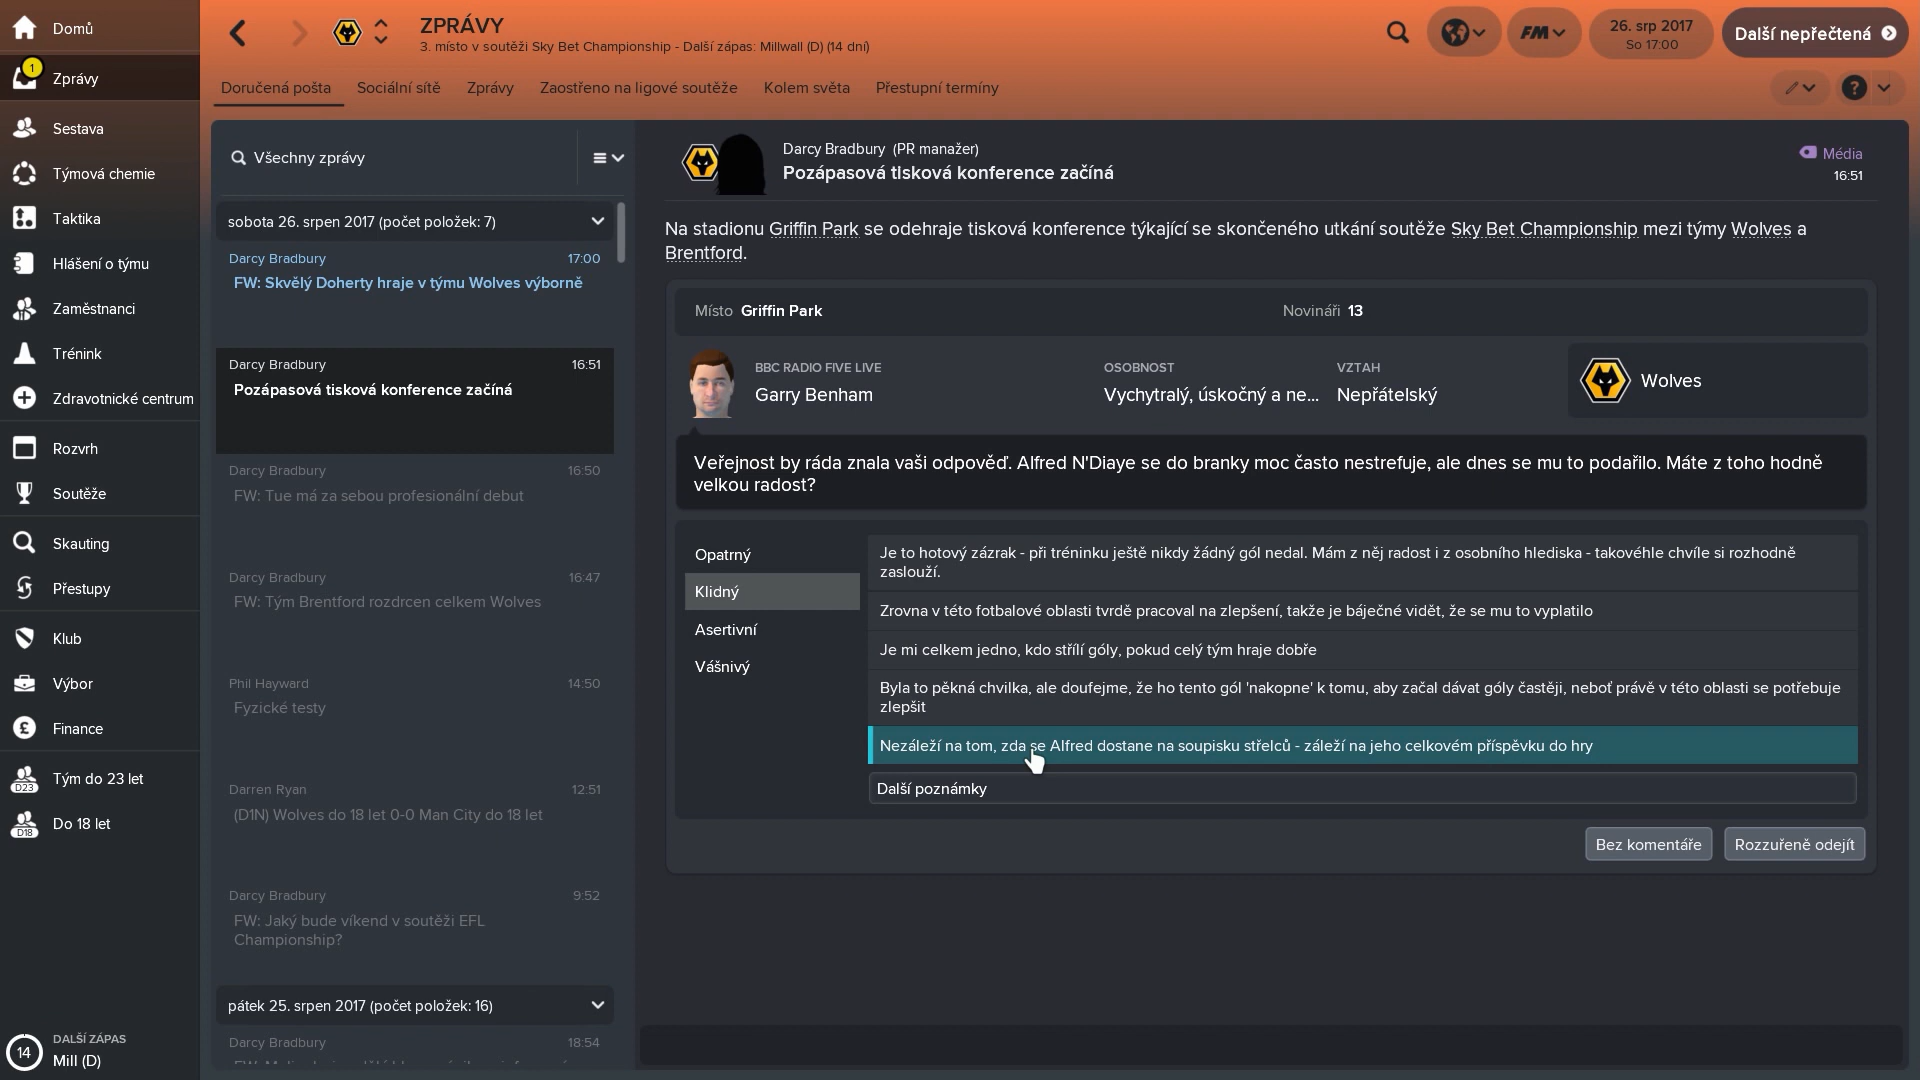 Domů
1
Zprávy
Sestava
Týmová chemie
Taktika
Hlášení o týmu
Zaměstnanci
Trénink
Zdravotnické centrum
Rozvrh
Soutěže
Skauting
Přestupy
Klub
Výbor
Finance
D23
Tým do 23 let
D18
Do 18 let
14
DALŠÍ ZÁPAS
Mill (D)
ZPRÁVY
3. místo v soutěži Sky Bet Championship - Další zápas: Millwall (D) (14 dní)
FM
26. srp 2017
So 17:00
Další nepřečtená
Doručená pošta
Sociální sítě
Zprávy
Zaostřeno na ligové soutěže
Kolem světa
Přestupní termíny
?
Všechny zprávy
sobota 26. srpen 2017 (počet položek: 7)
Darcy Bradbury 17:00
FW: Skvělý Doherty hraje v týmu Wolves výborně
Darcy Bradbury 16:51
Pozápasová tisková konference začíná
Darcy Bradbury 16:50
FW: Tue má za sebou profesionální debut
Darcy Bradbury 16:47
FW: Tým Brentford rozdrcen celkem Wolves
Phil Hayward 14:50
Fyzické testy
Darren Ryan 12:51
(D1N) Wolves do 18 let 0-0 Man City do 18 let
Darcy Bradbury 9:52
FW: Jaký bude víkend v soutěži EFL
Championship?
pátek 25. srpen 2017 (počet položek: 16)
Darcy Bradbury 18:54
Darcy Bradbury (PR manažer)
Pozápasová tisková konference začíná
Média
16:51
Na stadionu Griffin Park se odehraje tisková konference týkající se skončeného utkání soutěže Sky Bet Championship mezi týmy Wolves a
Brentford.
Místo Griffin Park
Novináři 13
BBC RADIO FIVE LIVE
Garry Benham
OSOBNOST
Vychytralý, úskočný a ne...
VZTAH
Nepřátelský
Wolves
Veřejnost by ráda znala vaši odpověď. Alfred N'Diaye se do branky moc často nestrefuje, ale dnes se mu to podařilo. Máte z toho hodně
velkou radost?
Opatrný
Klidný
Asertivní
Vášnivý
Je to hotový zázrak - při tréninku ještě nikdy žádný gól nedal. Mám z něj radost i z osobního hlediska - takovéhle chvíle si rozhodně
zaslouží.
Zrovna v této fotbalové oblasti tvrdě pracoval na zlepšení, takže je báječné vidět, že se mu to vyplatilo
Je mi celkem jedno, kdo střílí góly, pokud celý tým hraje dobře
Byla to pěkná chvilka, ale doufejme, že ho tento gól 'nakopne' k tomu, aby začal dávat góly častěji, neboť právě v této oblasti se potřebuje
zlepšit
Nezáleží na tom, zda se Alfred dostane na soupisku střelců - záleží na jeho celkovém příspěvku do hry
Další poznámky
Bez komentáře
Rozzuřeně odejít